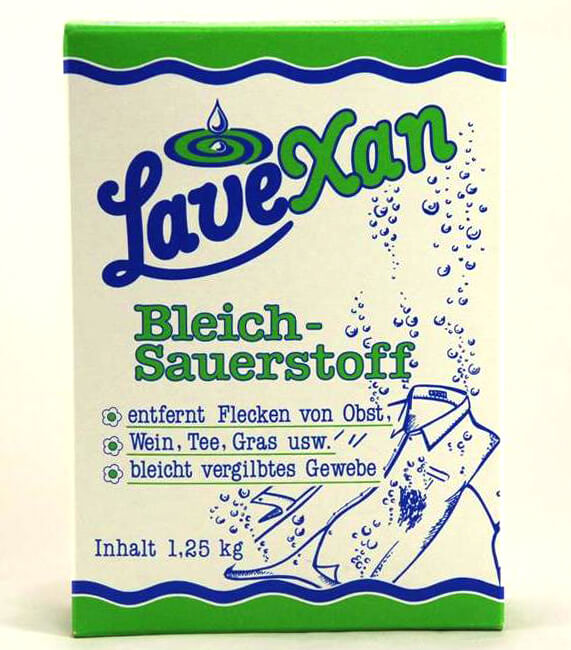 LaveXan
Bleich-
Sauerstoff
entfernt Flecken von Obst,
Wein, Tee, Gras usw.
bleicht vergilbtes Gewebe
Inhalt 1,25 kg